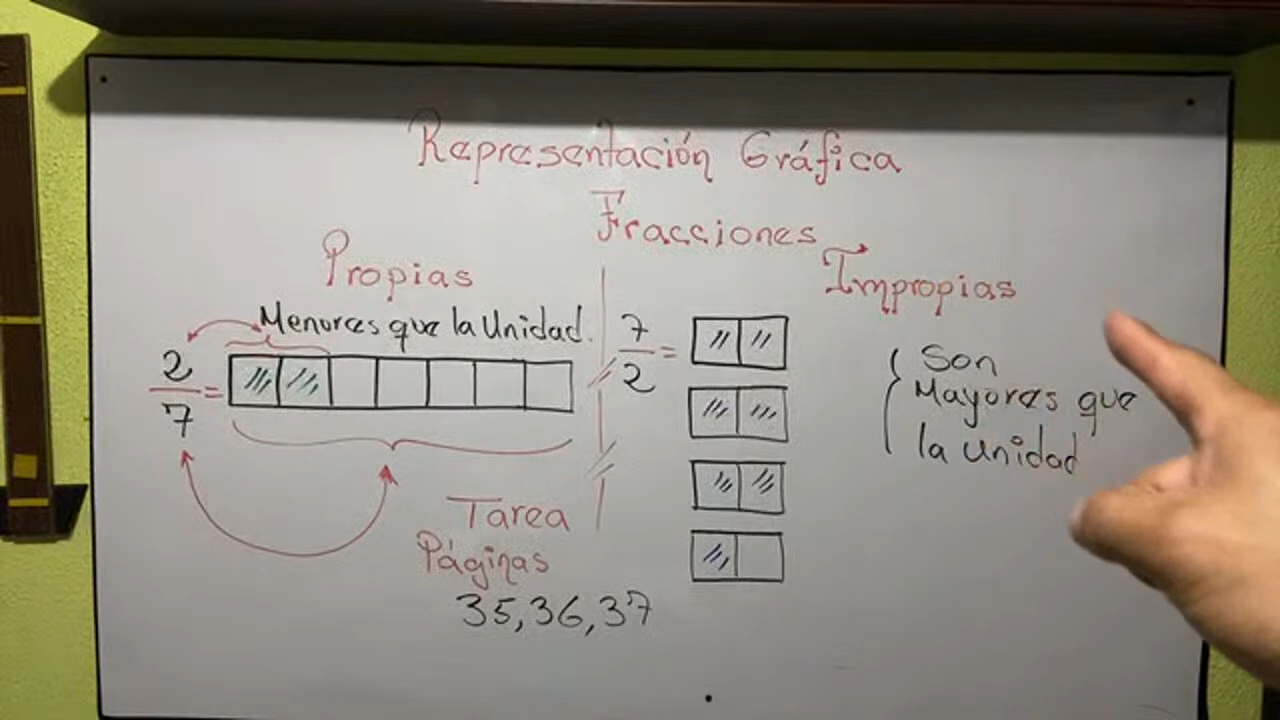 Representación Gráfica
Fracciones
Propias
Menores que la Unidad.
2/7 =
Impropias
7/2 =
Son
Mayores que
la unidad
Tarea
Páginas
35, 36, 37